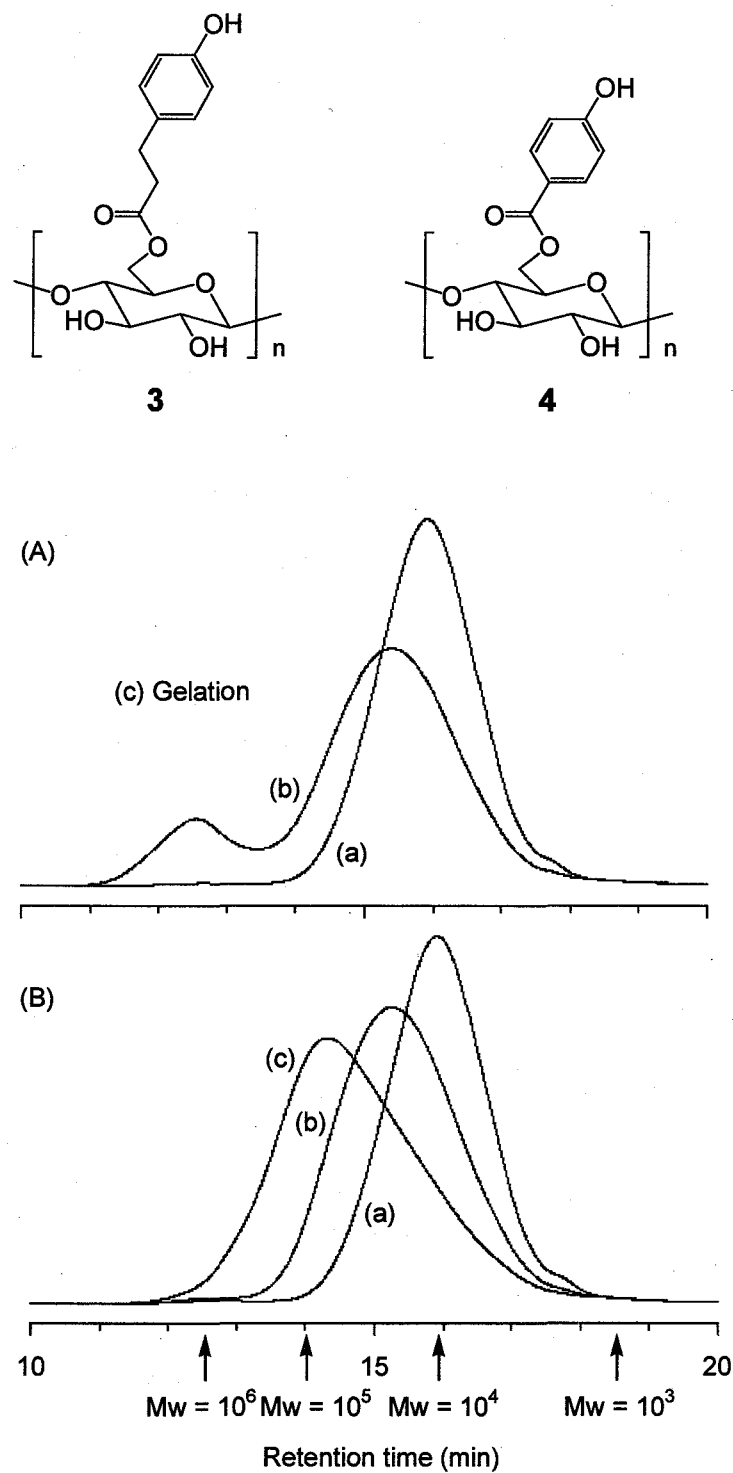 OH
OH
O
O
O
O
O
O
O
O
HO
HO
OH
n
OH
n
3
4
(A)
(c) Gelation
(b)
(a)
(B)
(c)
(b)
(a)
10 15 20
Mw = 10⁶ Mw = 10⁵ Mw = 10⁴ Mw = 10³
Retention time (min)